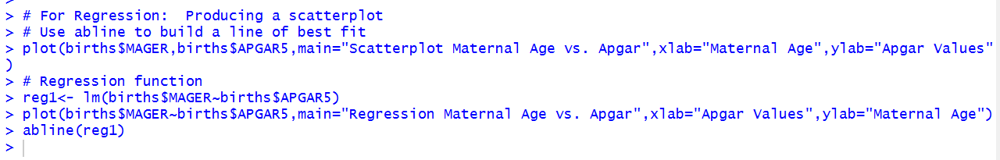 > # For Regression:  Producing a scatterplot
> # Use abline to build a line of best fit
> plot(births$MAGER,births$APGAR5,main="Scatterplot Maternal Age vs. Apgar",xlab="Maternal Age",ylab="Apgar Values"
)
> # Regression function
> reg1<- lm(births$MAGER~births$APGAR5)
> plot(births$MAGER~births$APGAR5,main="Regression Maternal Age vs. Apgar",xlab="Apgar Values",ylab="Maternal Age")
> abline(reg1)
>